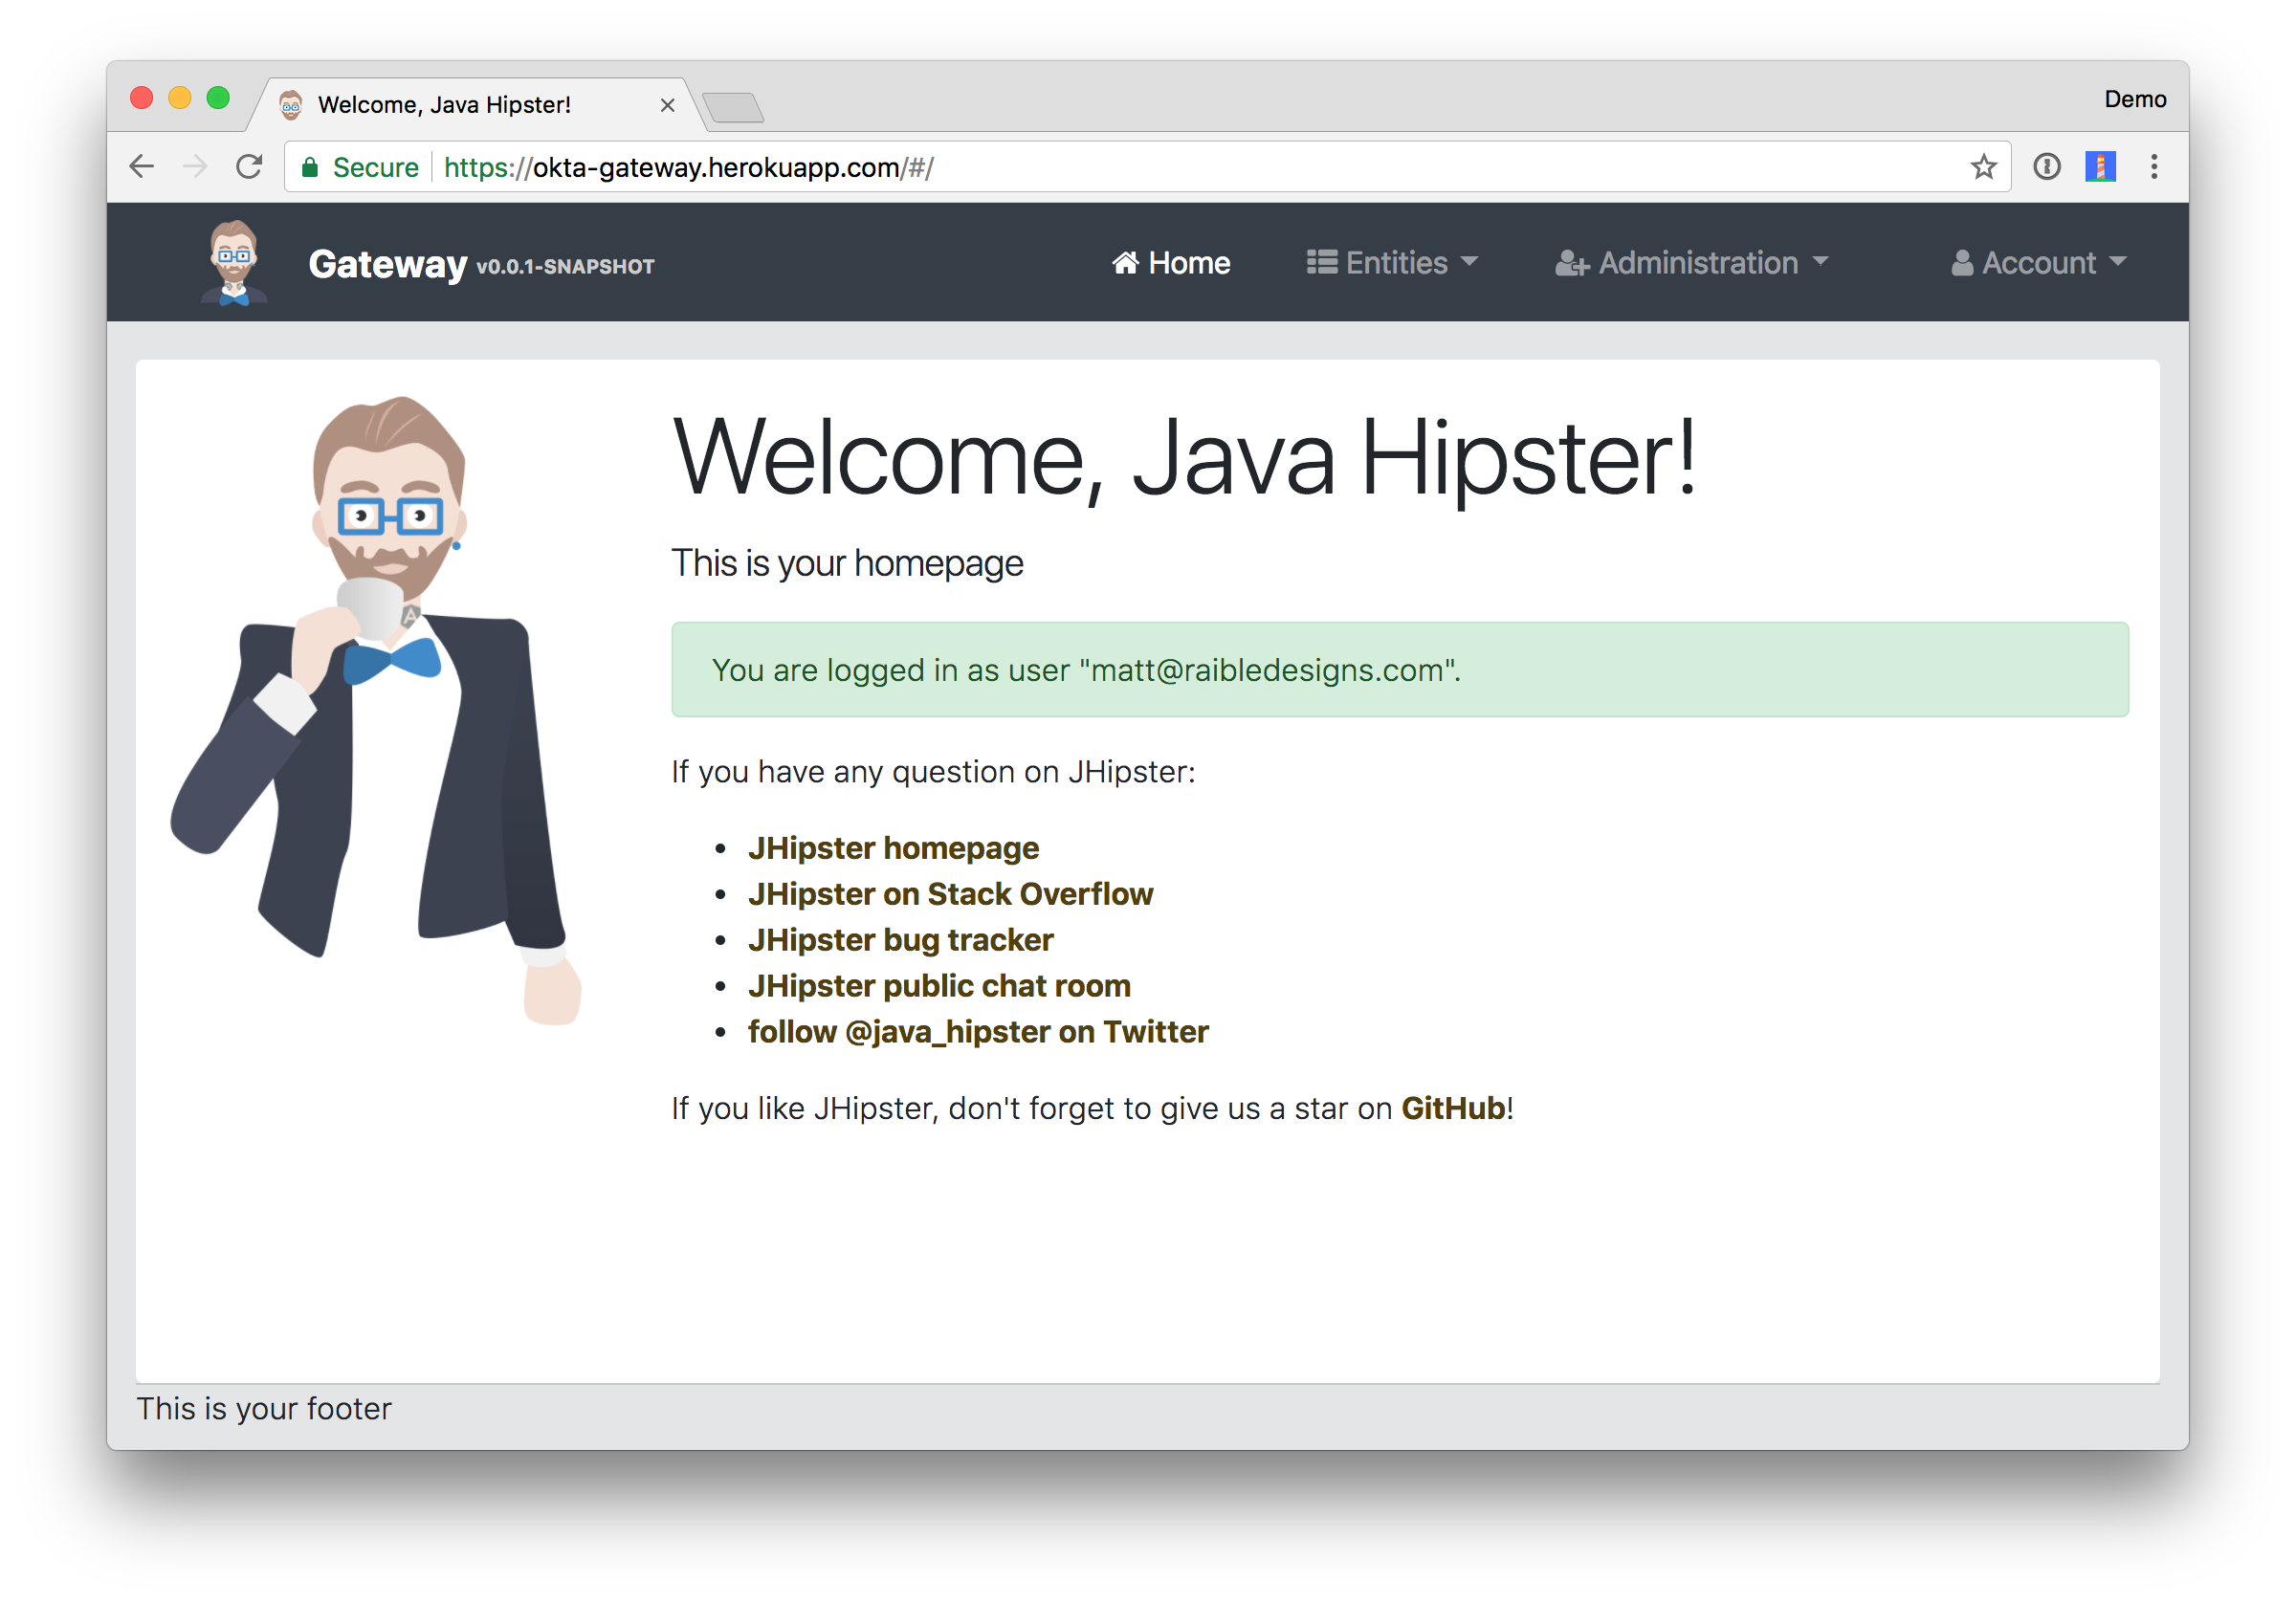 Welcome, Java Hipster!
Demo
Secure https://okta-gateway.herokuapp.com/#/
Gateway v0.0.1-SNAPSHOT Home Entities Administration Account
Welcome, Java Hipster!
This is your homepage
You are logged in as user "matt@raibledesigns.com".
If you have any question on JHipster:
JHipster homepage
JHipster on Stack Overflow
JHipster bug tracker
JHipster public chat room
follow @java_hipster on Twitter
If you like JHipster, don't forget to give us a star on GitHub!
This is your footer